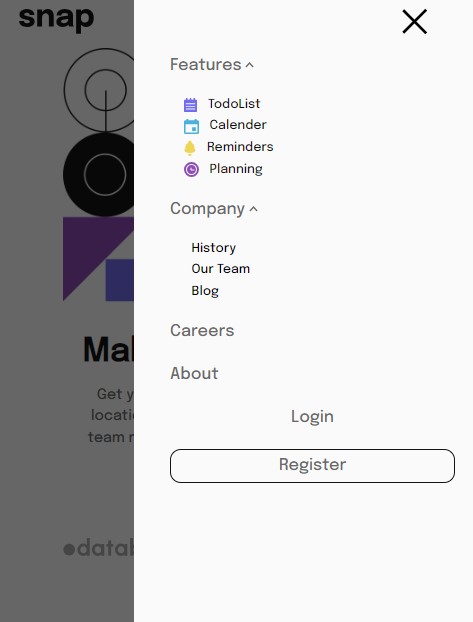 snap
Features
TodoList
Calender
Reminders
Planning
Company
History
Our Team
Blog
Careers
About
Login
Register
Mal
Get y
locati
team r
datab